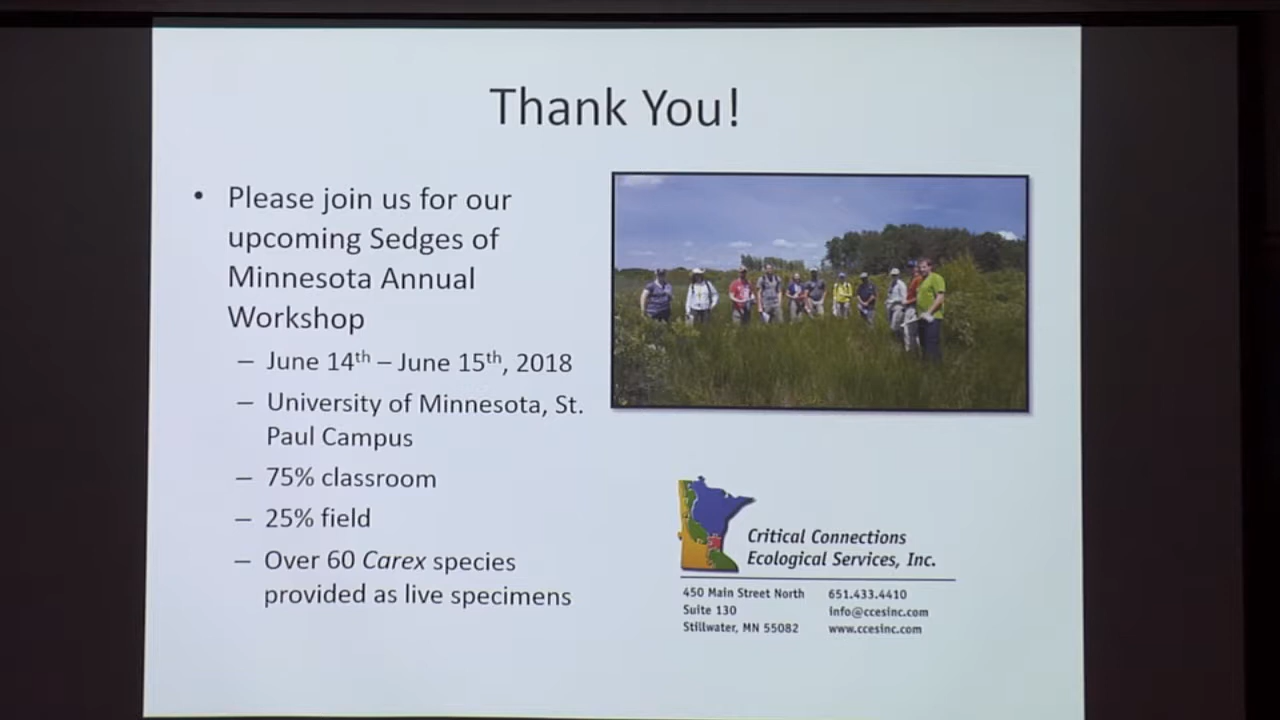 Thank You!
• Please join us for our
upcoming Sedges of
Minnesota Annual
Workshop
– June 14th – June 15th, 2018
– University of Minnesota, St.
Paul Campus
– 75% classroom
– 25% field
– Over 60 Carex species
provided as live specimens
Critical Connections
Ecological Services, Inc.
450 Main Street North
Suite 130
Stillwater, MN 55082
651.433.4410
info@ccesinc.com
www.ccesinc.com